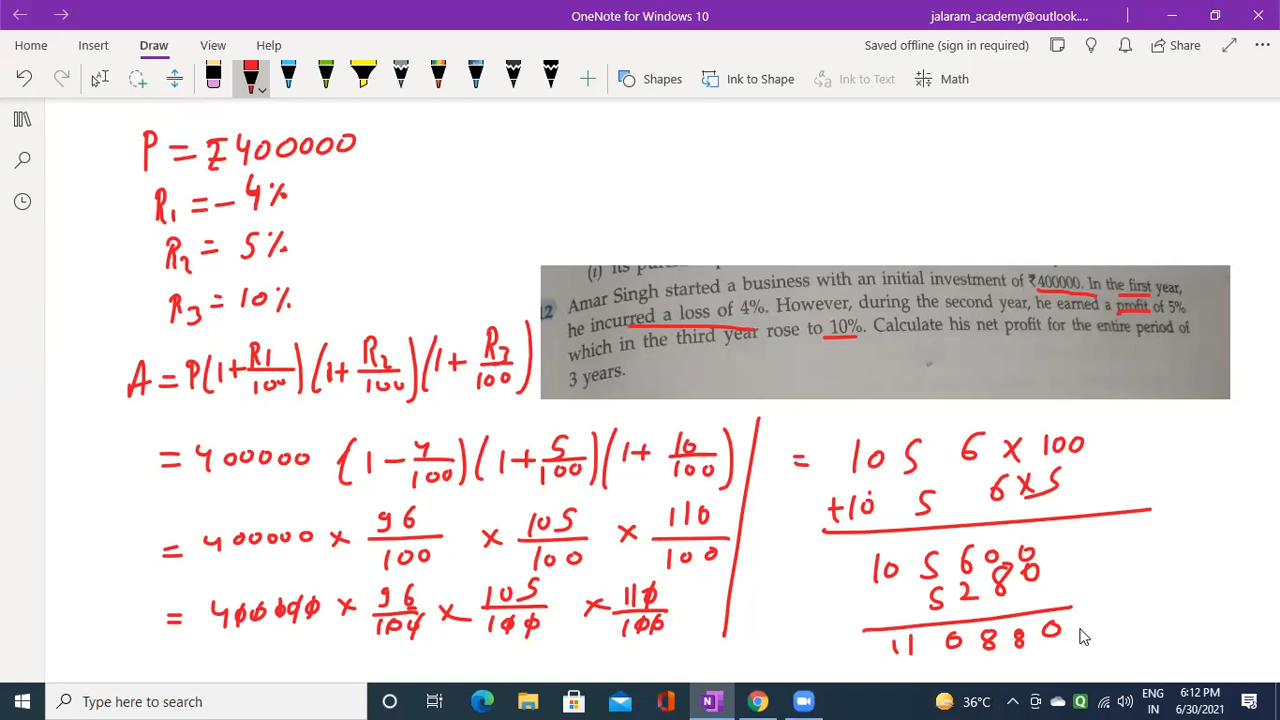 OneNote for Windows 10
jalaram_academy@outlook....
Home Insert Draw View Help
Saved offline (sign in required)
Share
Shapes
Ink to Shape
Ink to Text
Math
P = ₹400000
R1 = -4%
R2 = 5%
R3 = 10%
(i) its
12 Amar Singh started a business with an initial investment of ₹400000. In the first year,
he incurred a loss of 4%. However, during the second year, he earned a profit of 5%
which in the third year rose to 10%. Calculate his net profit for the entire period of
3 years.
A = P(1+R1/100)(1+R2/100)(1+R3/100)
= 400000 (1-4/100)(1+5/100)(1+10/100)
= 400000 × 96/100 × 105/100 × 110/100
= 400000 × 96/100 × 105/100 × 110/100
= 1056 × 100
+1056 × 5
105600
5280
110880
Type here to search
36°C
ENG
IN
6:12 PM
6/30/2021